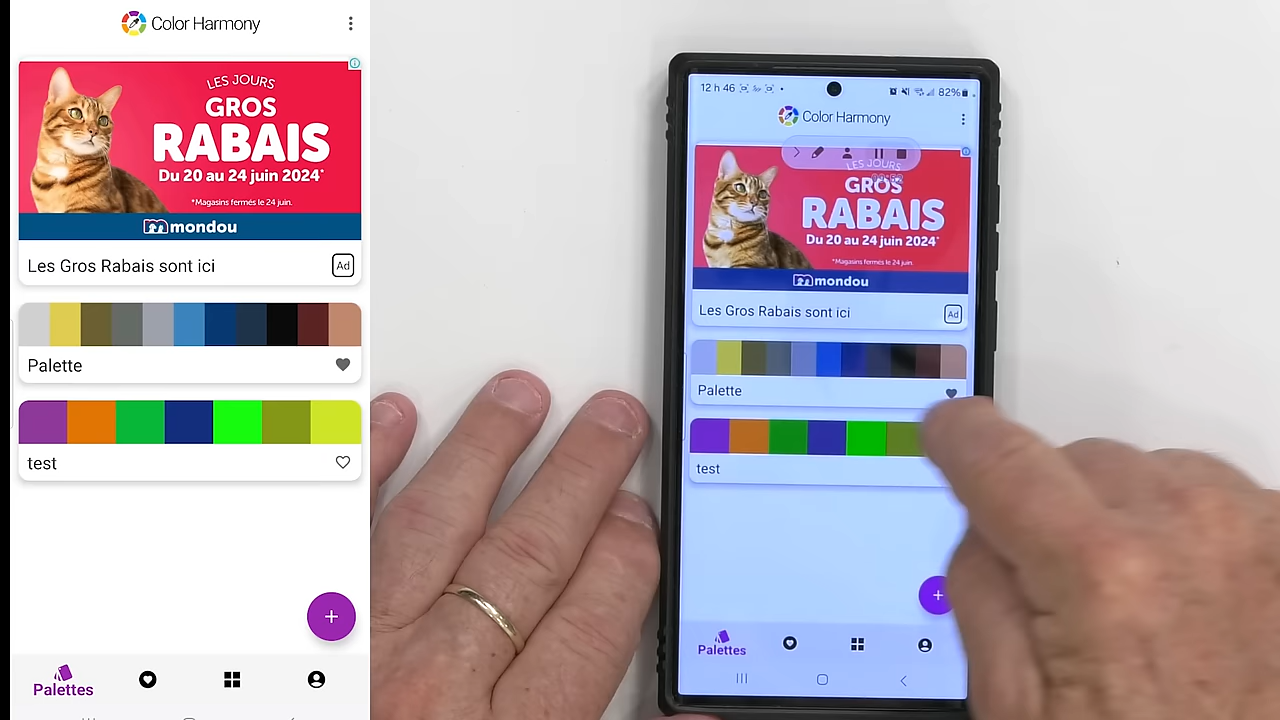 Color Harmony
LES JOURS
GROS
RABAIS
Du 20 au 24 juin 2024*
*Magasins fermés le 24 juin.
mondou
Les Gros Rabais sont ici
Ad
Palette
test
+
Palettes
12 h 46
82%
Color Harmony
LES JOURS
GROS
RABAIS
Du 20 au 24 juin 2024*
*Magasins fermés le 24 juin.
mondou
Les Gros Rabais sont ici
Ad
Palette
test
+
Palettes